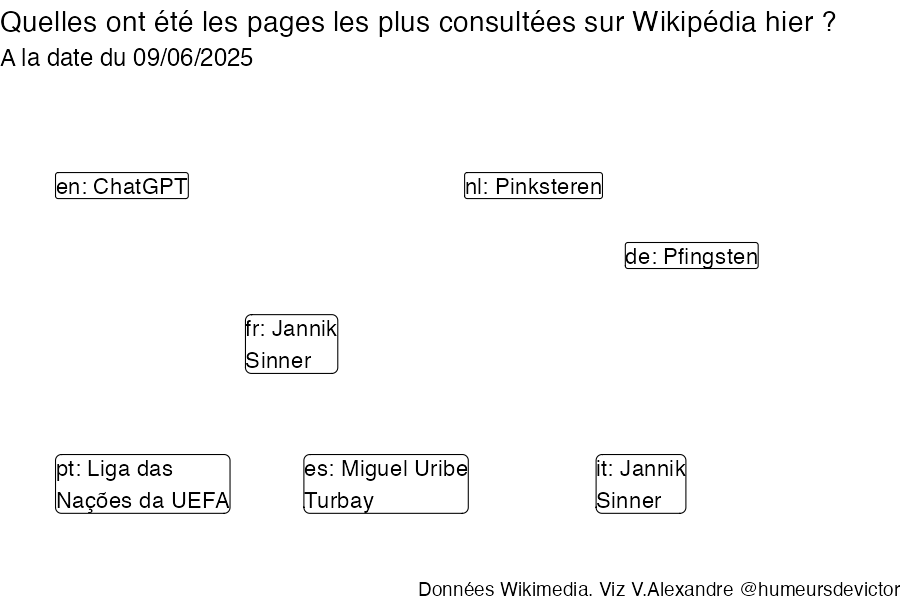 Quelles ont été les pages les plus consultées sur Wikipédia hier ?
A la date du 09/06/2025
en: ChatGPT
nl: Pinksteren
de: Pfingsten
fr: Jannik
Sinner
pt: Liga das
Nações da UEFA
es: Miguel Uribe
Turbay
it: Jannik
Sinner
Données Wikimedia. Viz V.Alexandre @humeursdevictor